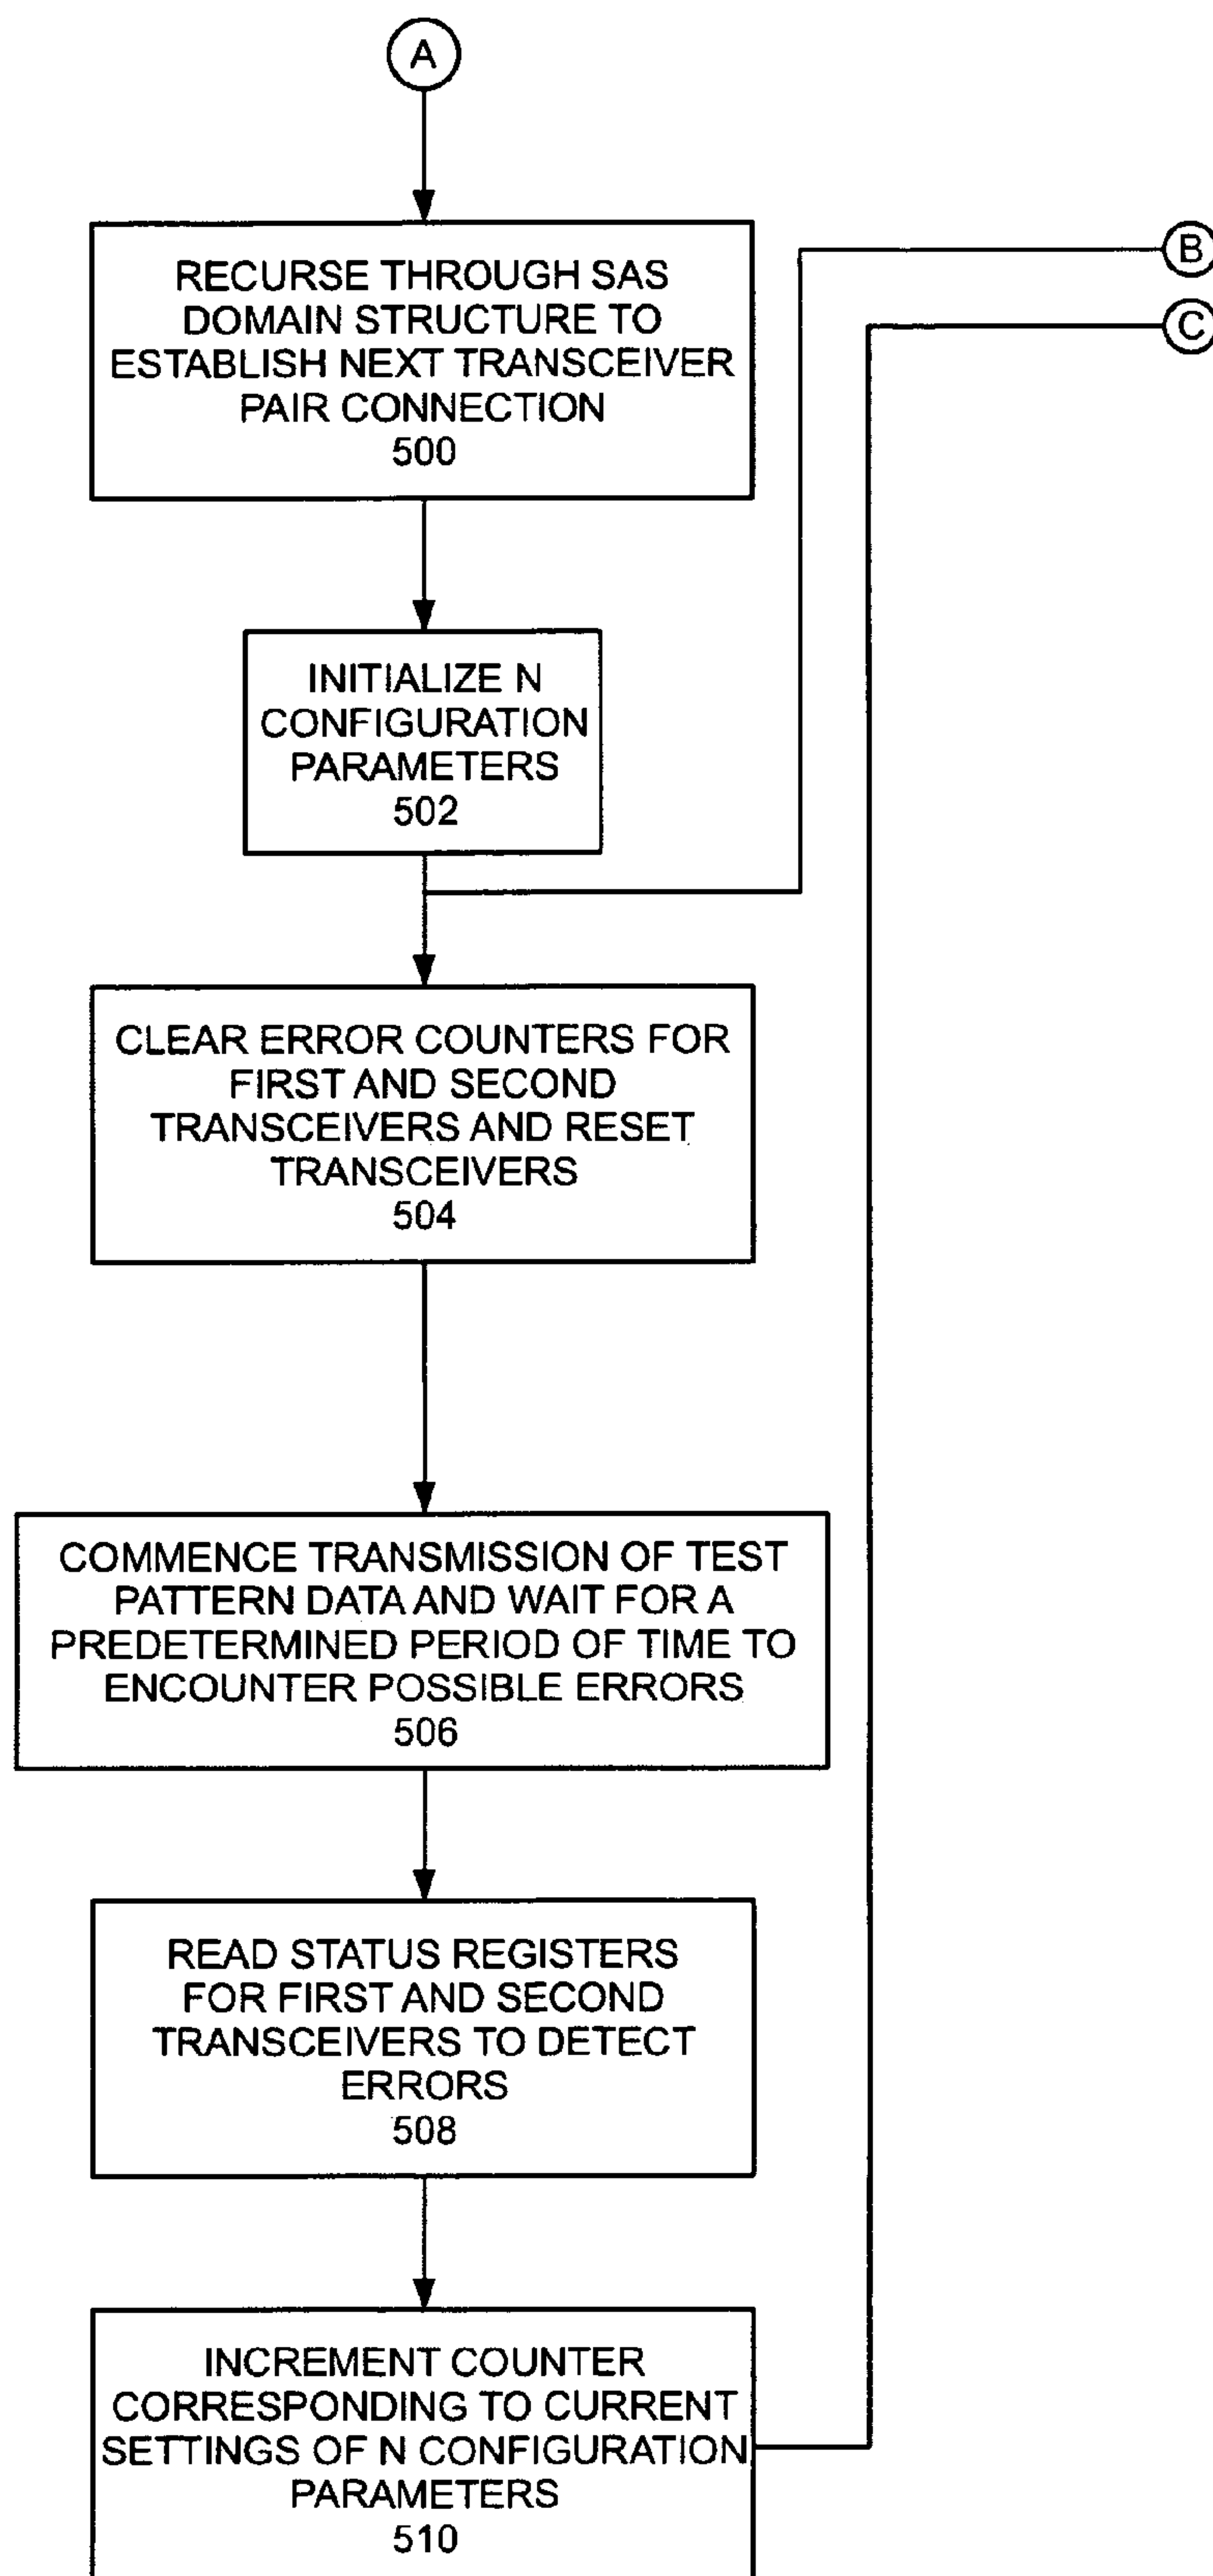 A
RECURSE THROUGH SAS
DOMAIN STRUCTURE TO
ESTABLISH NEXT TRANSCEIVER
PAIR CONNECTION
500
B
C
INITIALIZE N
CONFIGURATION
PARAMETERS
502
CLEAR ERROR COUNTERS FOR
FIRST AND SECOND
TRANSCEIVERS AND RESET
TRANSCEIVERS
504
COMMENCE TRANSMISSION OF TEST
PATTERN DATA AND WAIT FOR A
PREDETERMINED PERIOD OF TIME TO
ENCOUNTER POSSIBLE ERRORS
506
READ STATUS REGISTERS
FOR FIRST AND SECOND
TRANSCEIVERS TO DETECT
ERRORS
508
INCREMENT COUNTER
CORRESPONDING TO CURRENT
SETTINGS OF N CONFIGURATION
PARAMETERS
510